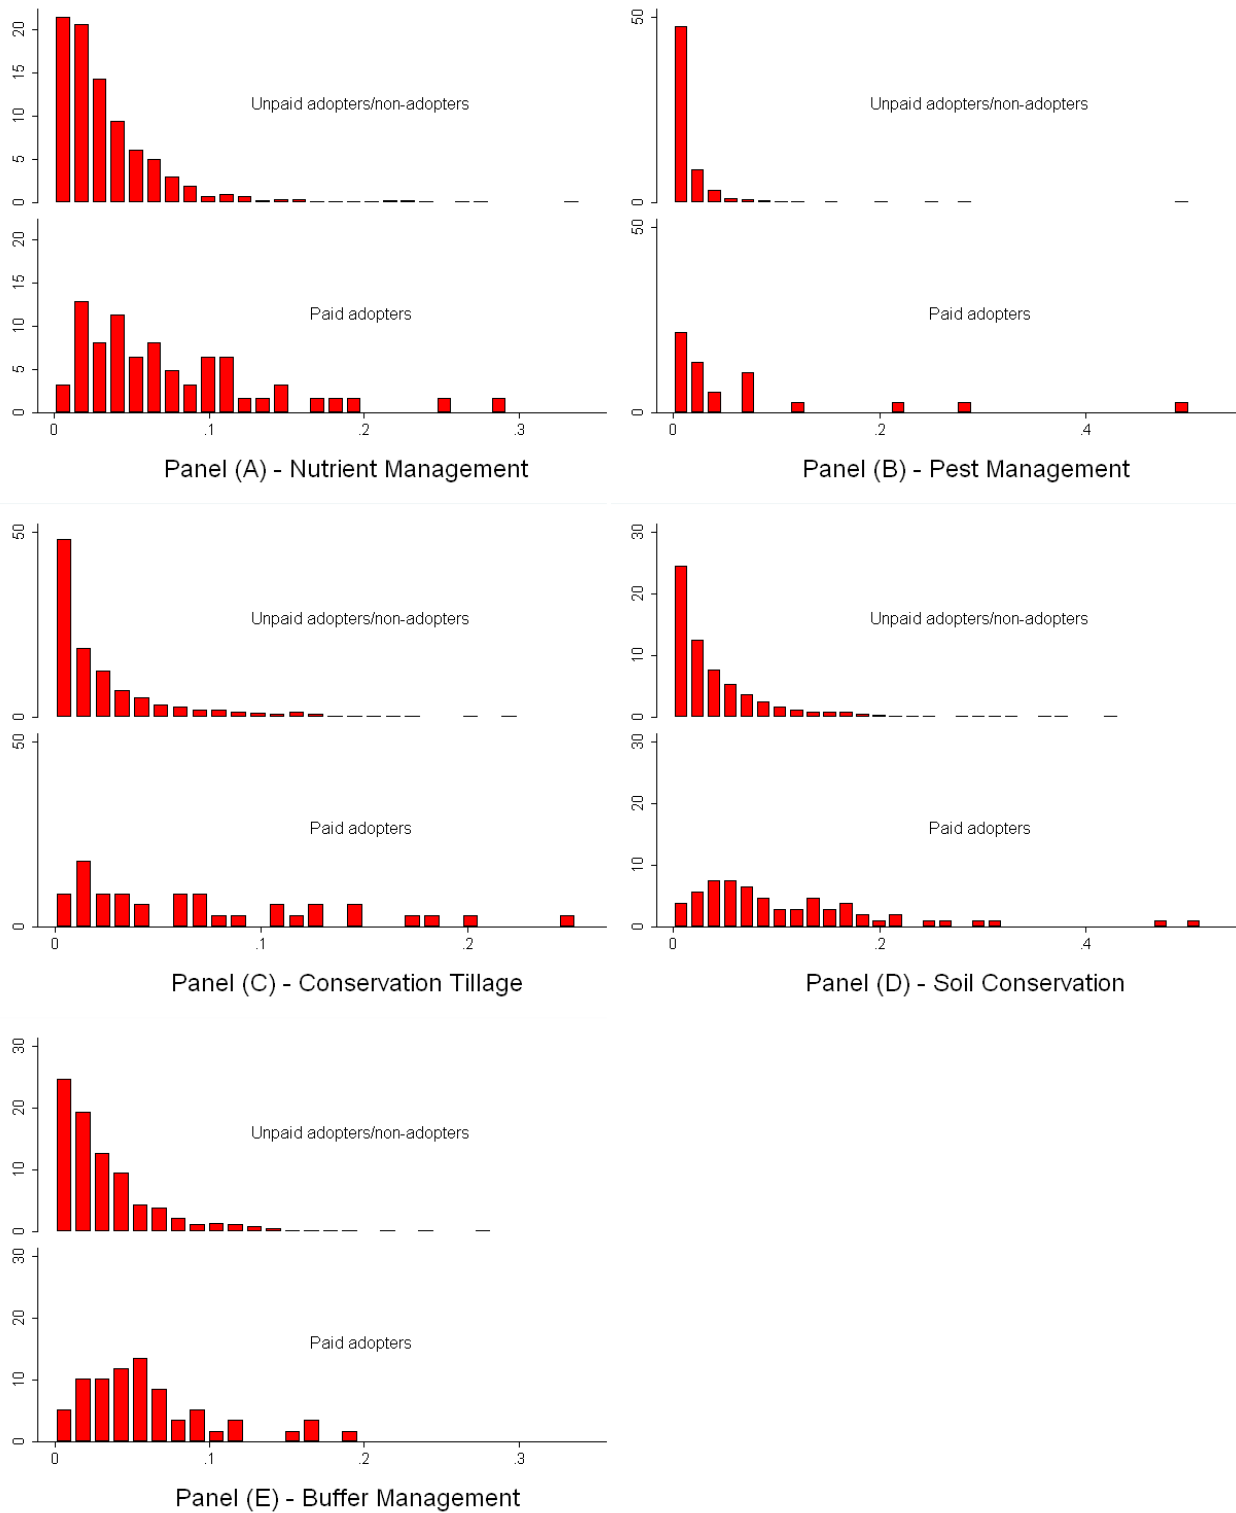 20
15
10
5
0
Unpaid adopters/non-adopters
20
15
10
5
0
Paid adopters
0 .1 .2 .3
Panel (A) - Nutrient Management
50
0
Unpaid adopters/non-adopters
50
0
Paid adopters
0 .2 .4
Panel (B) - Pest Management
50
0
Unpaid adopters/non-adopters
50
0
Paid adopters
0 .1 .2
Panel (C) - Conservation Tillage
30
20
10
0
Unpaid adopters/non-adopters
30
20
10
0
Paid adopters
0 .2 .4
Panel (D) - Soil Conservation
30
20
10
0
Unpaid adopters/non-adopters
30
20
10
0
Paid adopters
0 .1 .2 .3
Panel (E) - Buffer Management